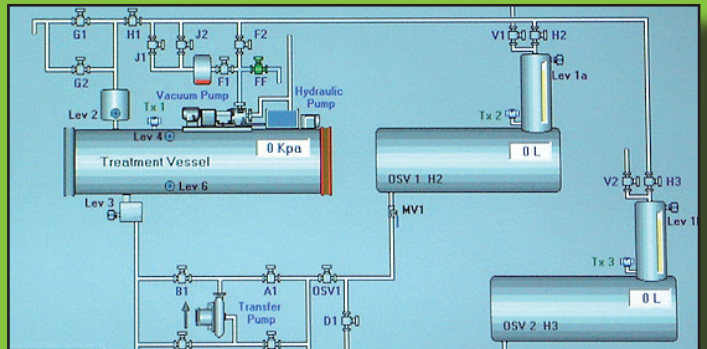 G1
H1
J1
J2
F2
V1
H2
G2
F1
FF
Lev 1a
Vacuum Pump
Hydraulic
Pump
Lev 2
Tx 1
Tx 2
Lev 4
0 Kpa
0 L
Treatment Vessel
OSV 1 H2
V2
H3
Lev 6
Lev 3
MV1
Tx 3
B1
A1
OSV1
0 L
Transfer
Pump
D1
OSV 2 H3